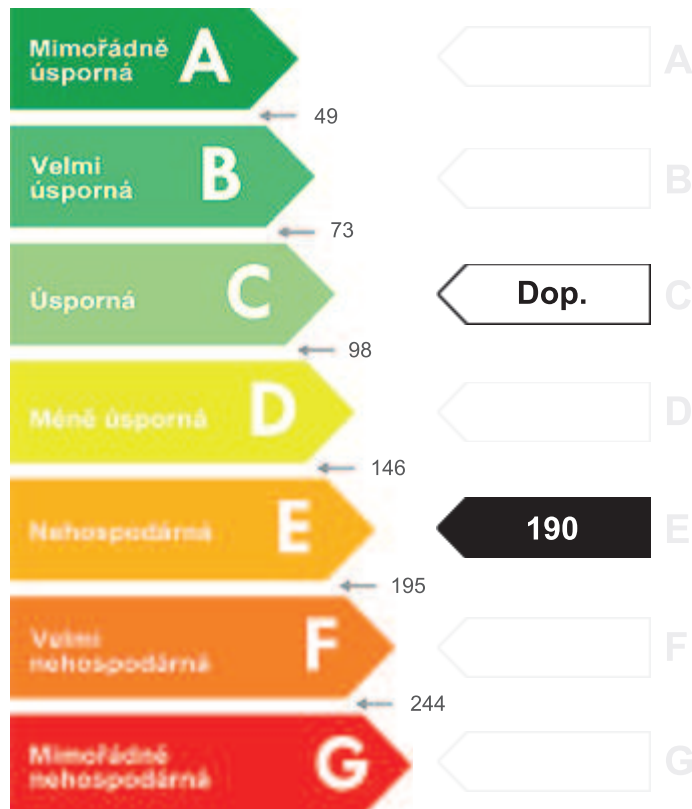 Mimořádně
úsporná
A
A
49
Velmi
úsporná
B
B
73
Úsporná
C
Dop.
C
98
Méně úsporná
D
D
146
Nehospodárná
E
190
E
195
Velmi
nehospodárná
F
F
244
Mimořádně
nehospodárná
G
G